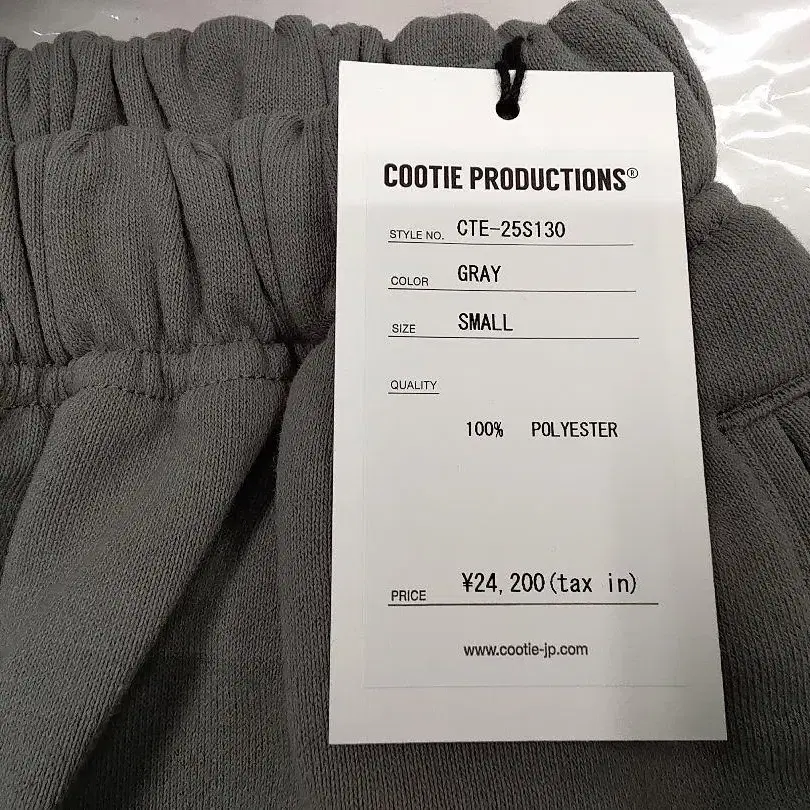 COOTIE PRODUCTIONS®
STYLE NO. CTE-25S130
COLOR GRAY
SIZE SMALL
QUALITY
100% POLYESTER
PRICE ¥24,200(tax in)
www.cootie-jp.com